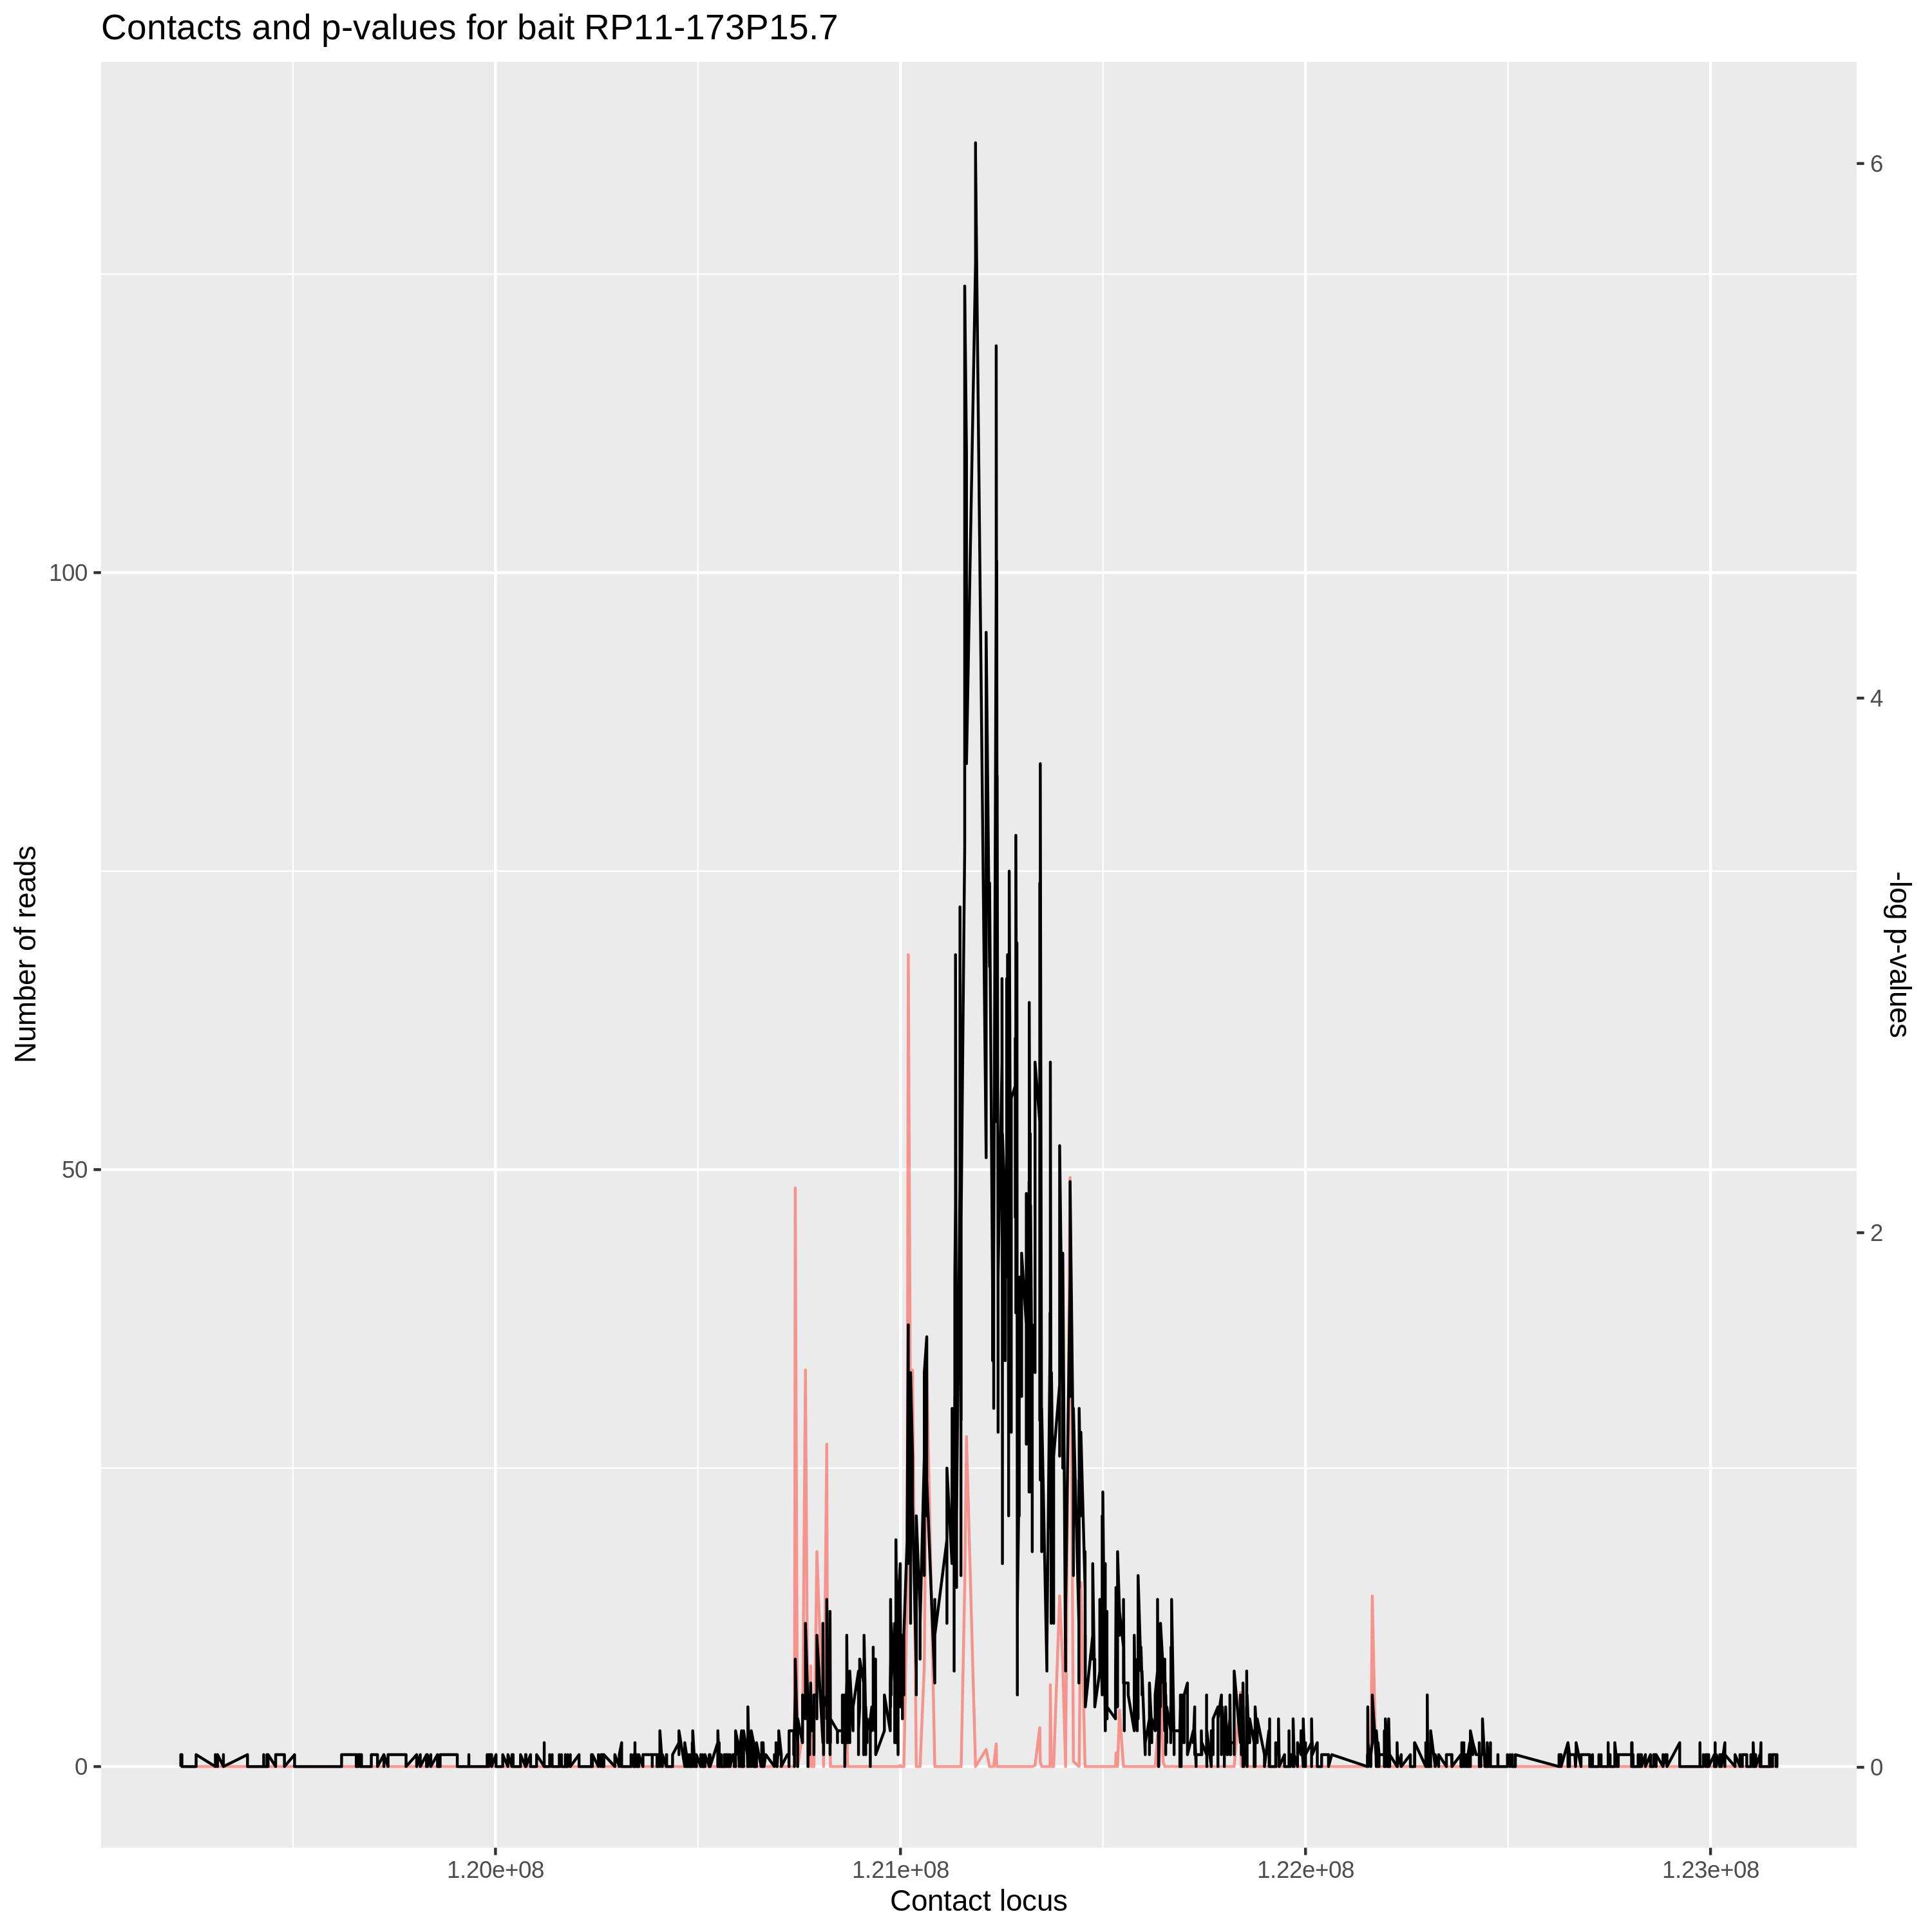 Contacts and p-values for bait RP11-173P15.7
6
100
4
Number of reads
-log p-values
50
2
0
0
1.20e+08
1.21e+08
1.22e+08
1.23e+08
Contact locus